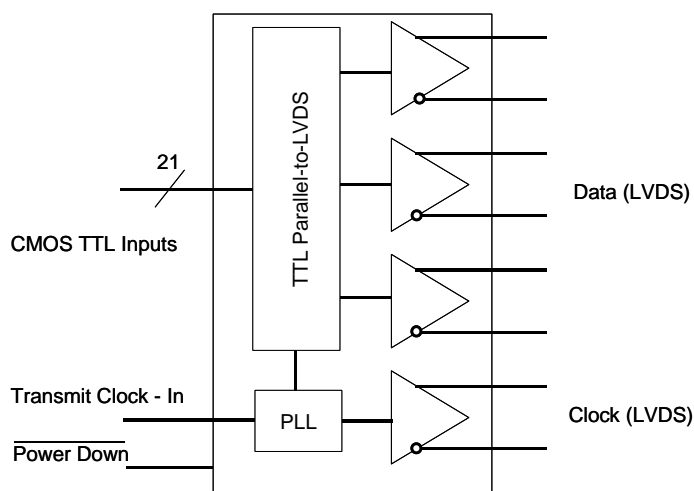 21
TTL Parallel-to-LVDS
Data (LVDS)
CMOS TTL Inputs
Transmit Clock - In
PLL
Clock (LVDS)
Power Down